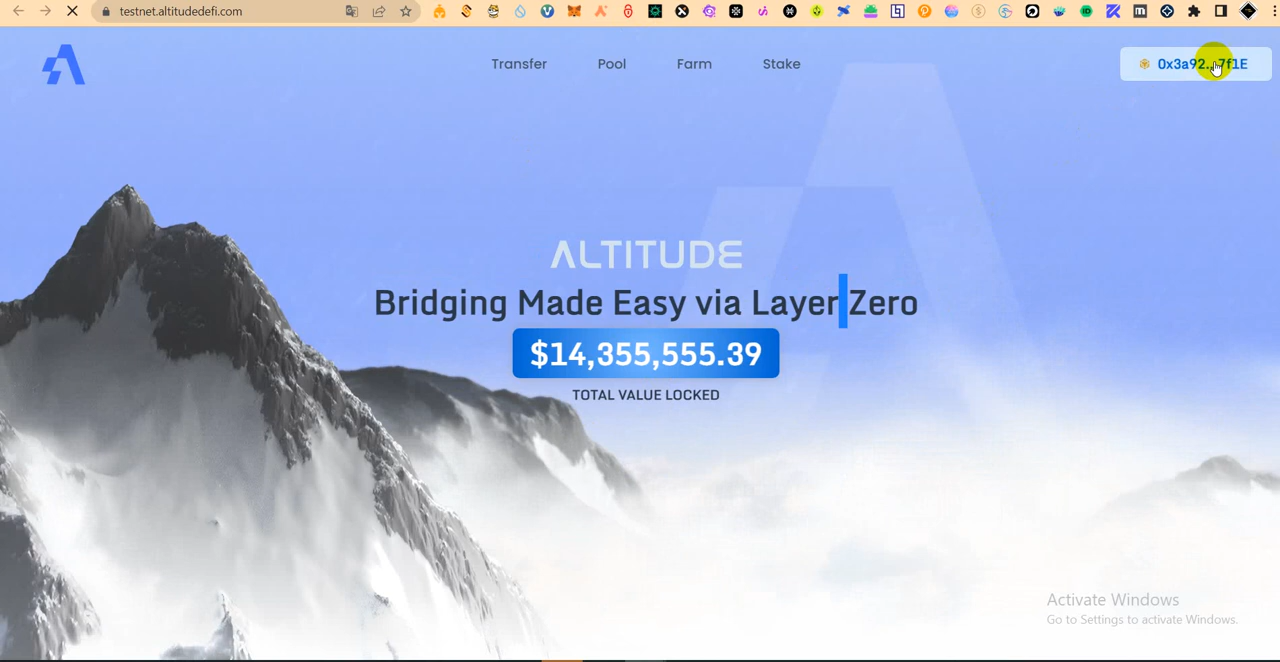 testnet.altitudedefi.com
Transfer Pool Farm Stake
0x3a92...7f1E
ALTITUDE
Bridging Made Easy via Layer Zero
$14,355,555.39
TOTAL VALUE LOCKED
Activate Windows
Go to Settings to activate Windows.